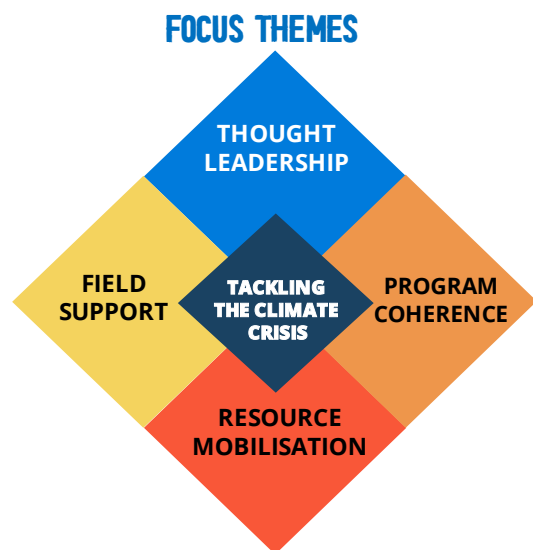 FOCUS THEMES
THOUGHT
LEADERSHIP
FIELD
SUPPORT
TACKLING
THE CLIMATE
CRISIS
PROGRAM
COHERENCE
RESOURCE
MOBILISATION